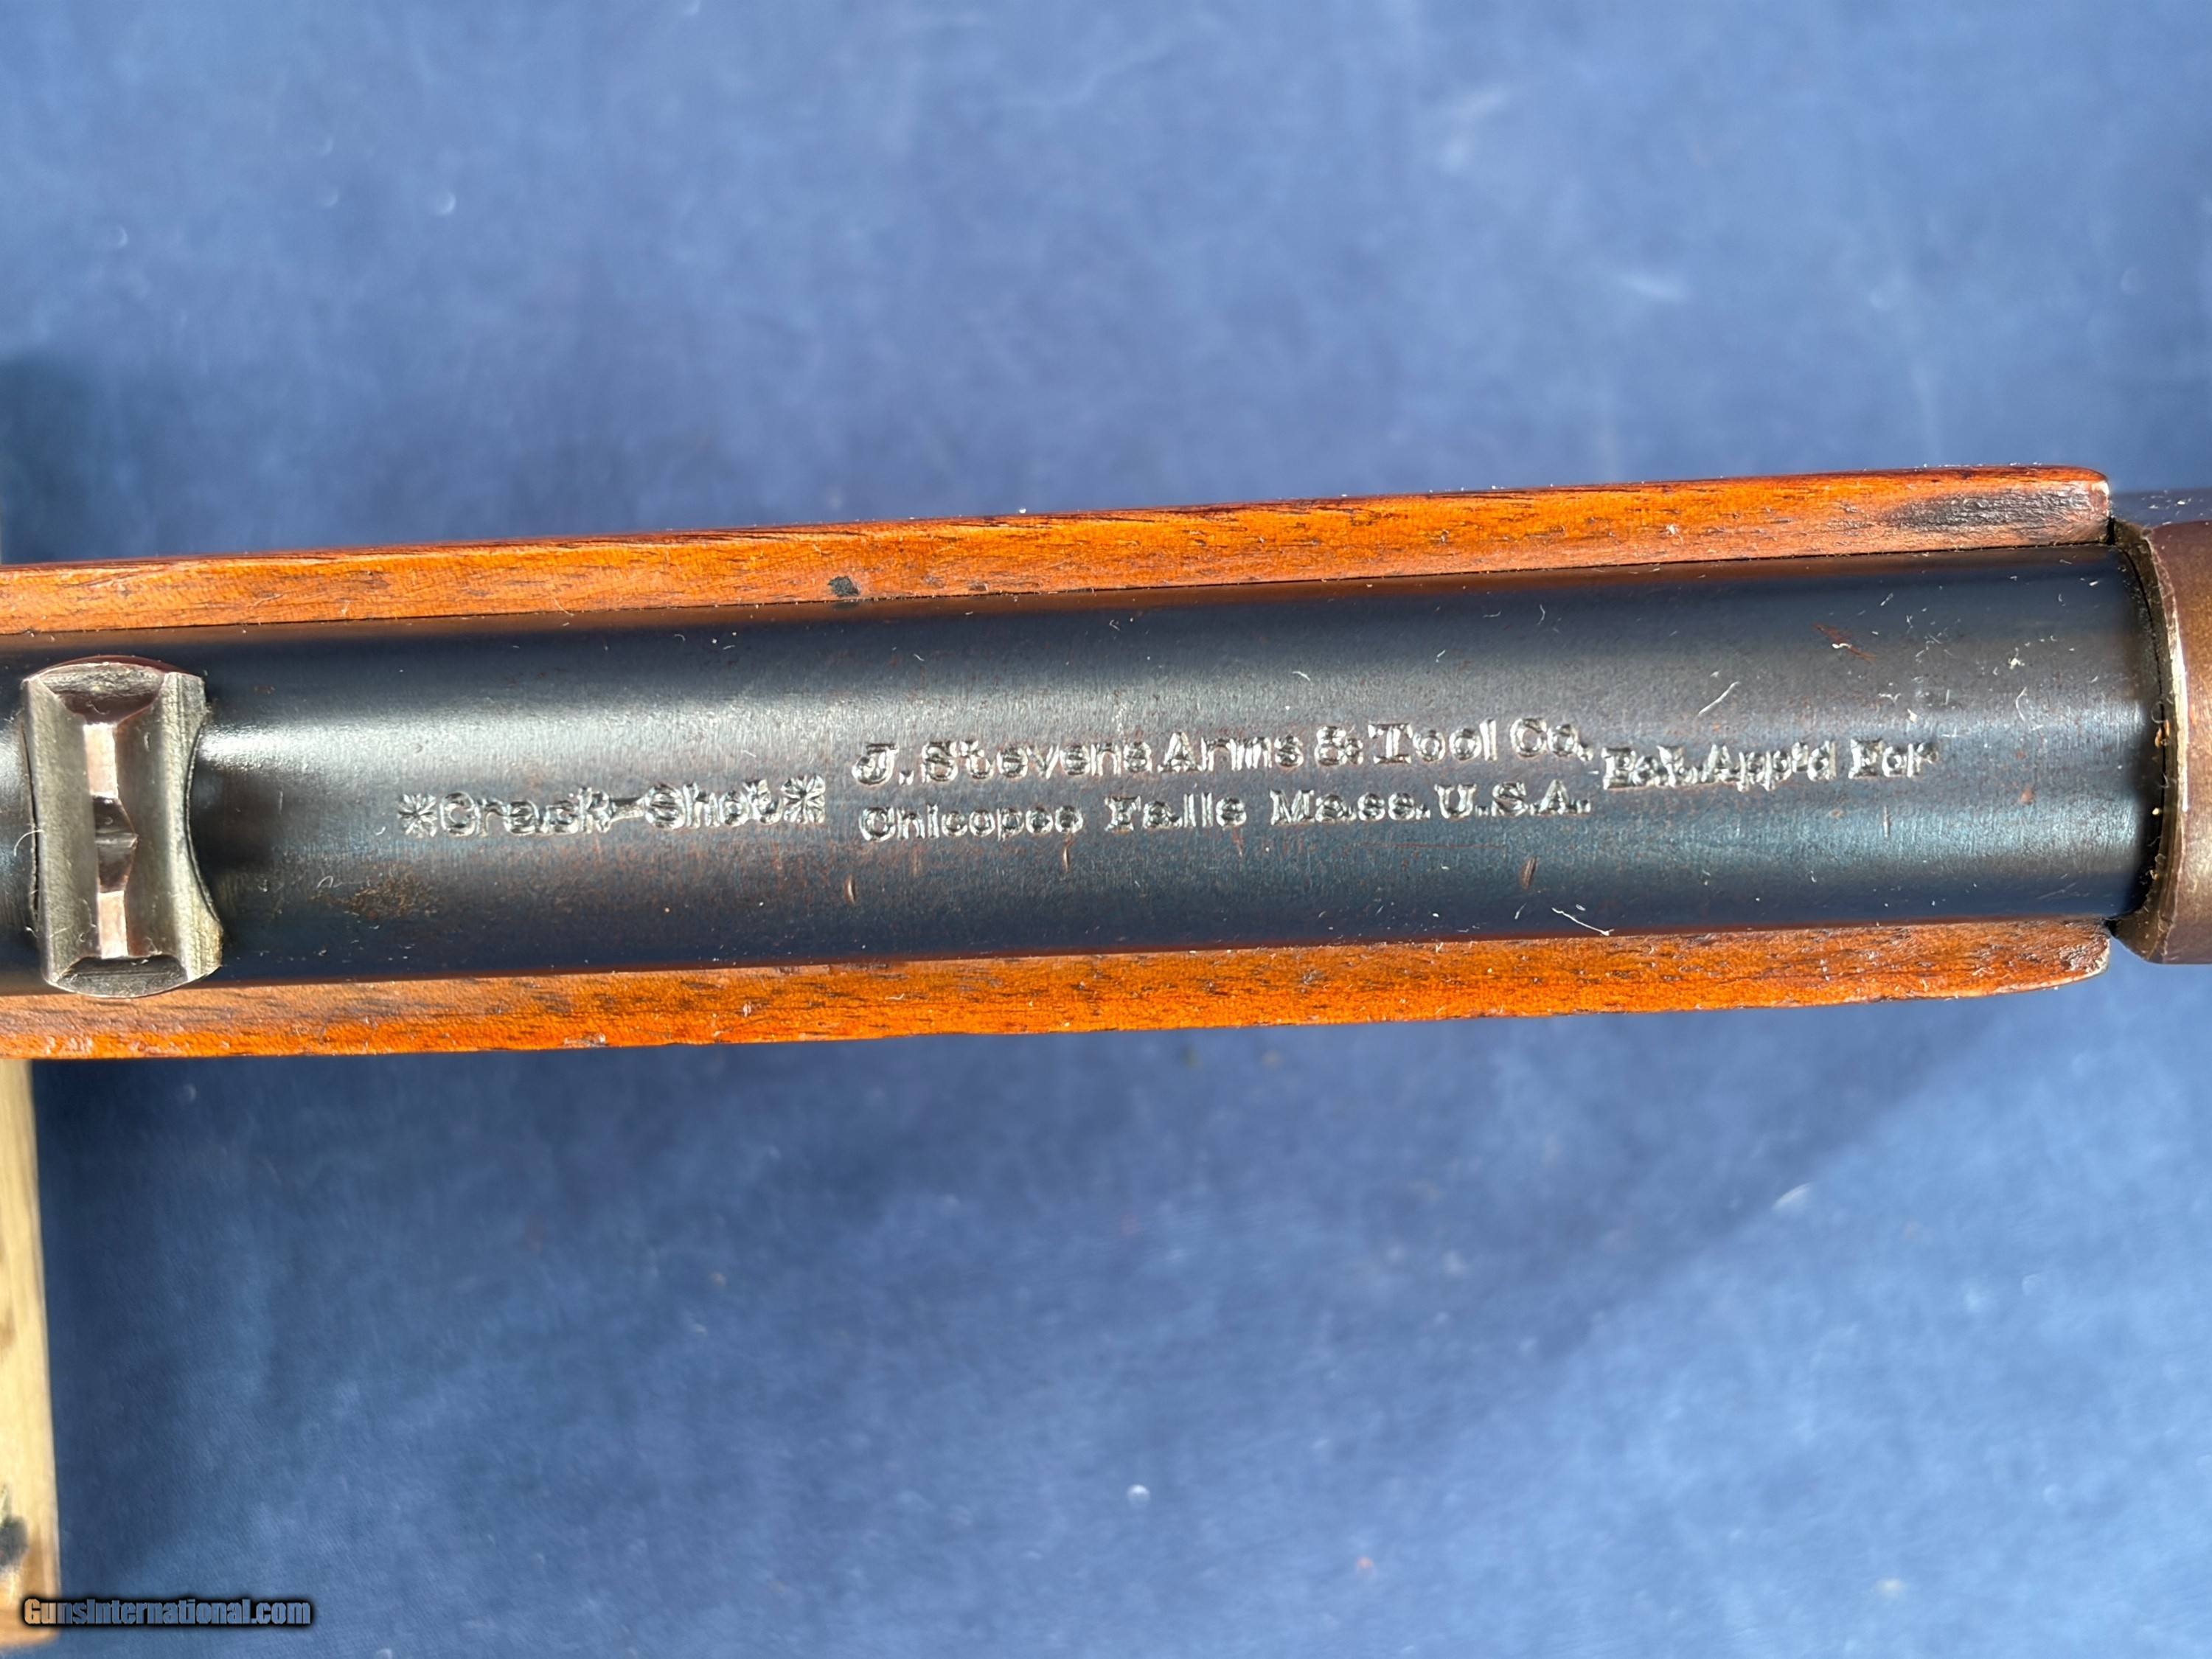 *Crack-Shot*
J. Stevens Arms & Tool Co.
Chicopee Falls Mass. U.S.A.
Pat. App'd For
GunsInternational.com